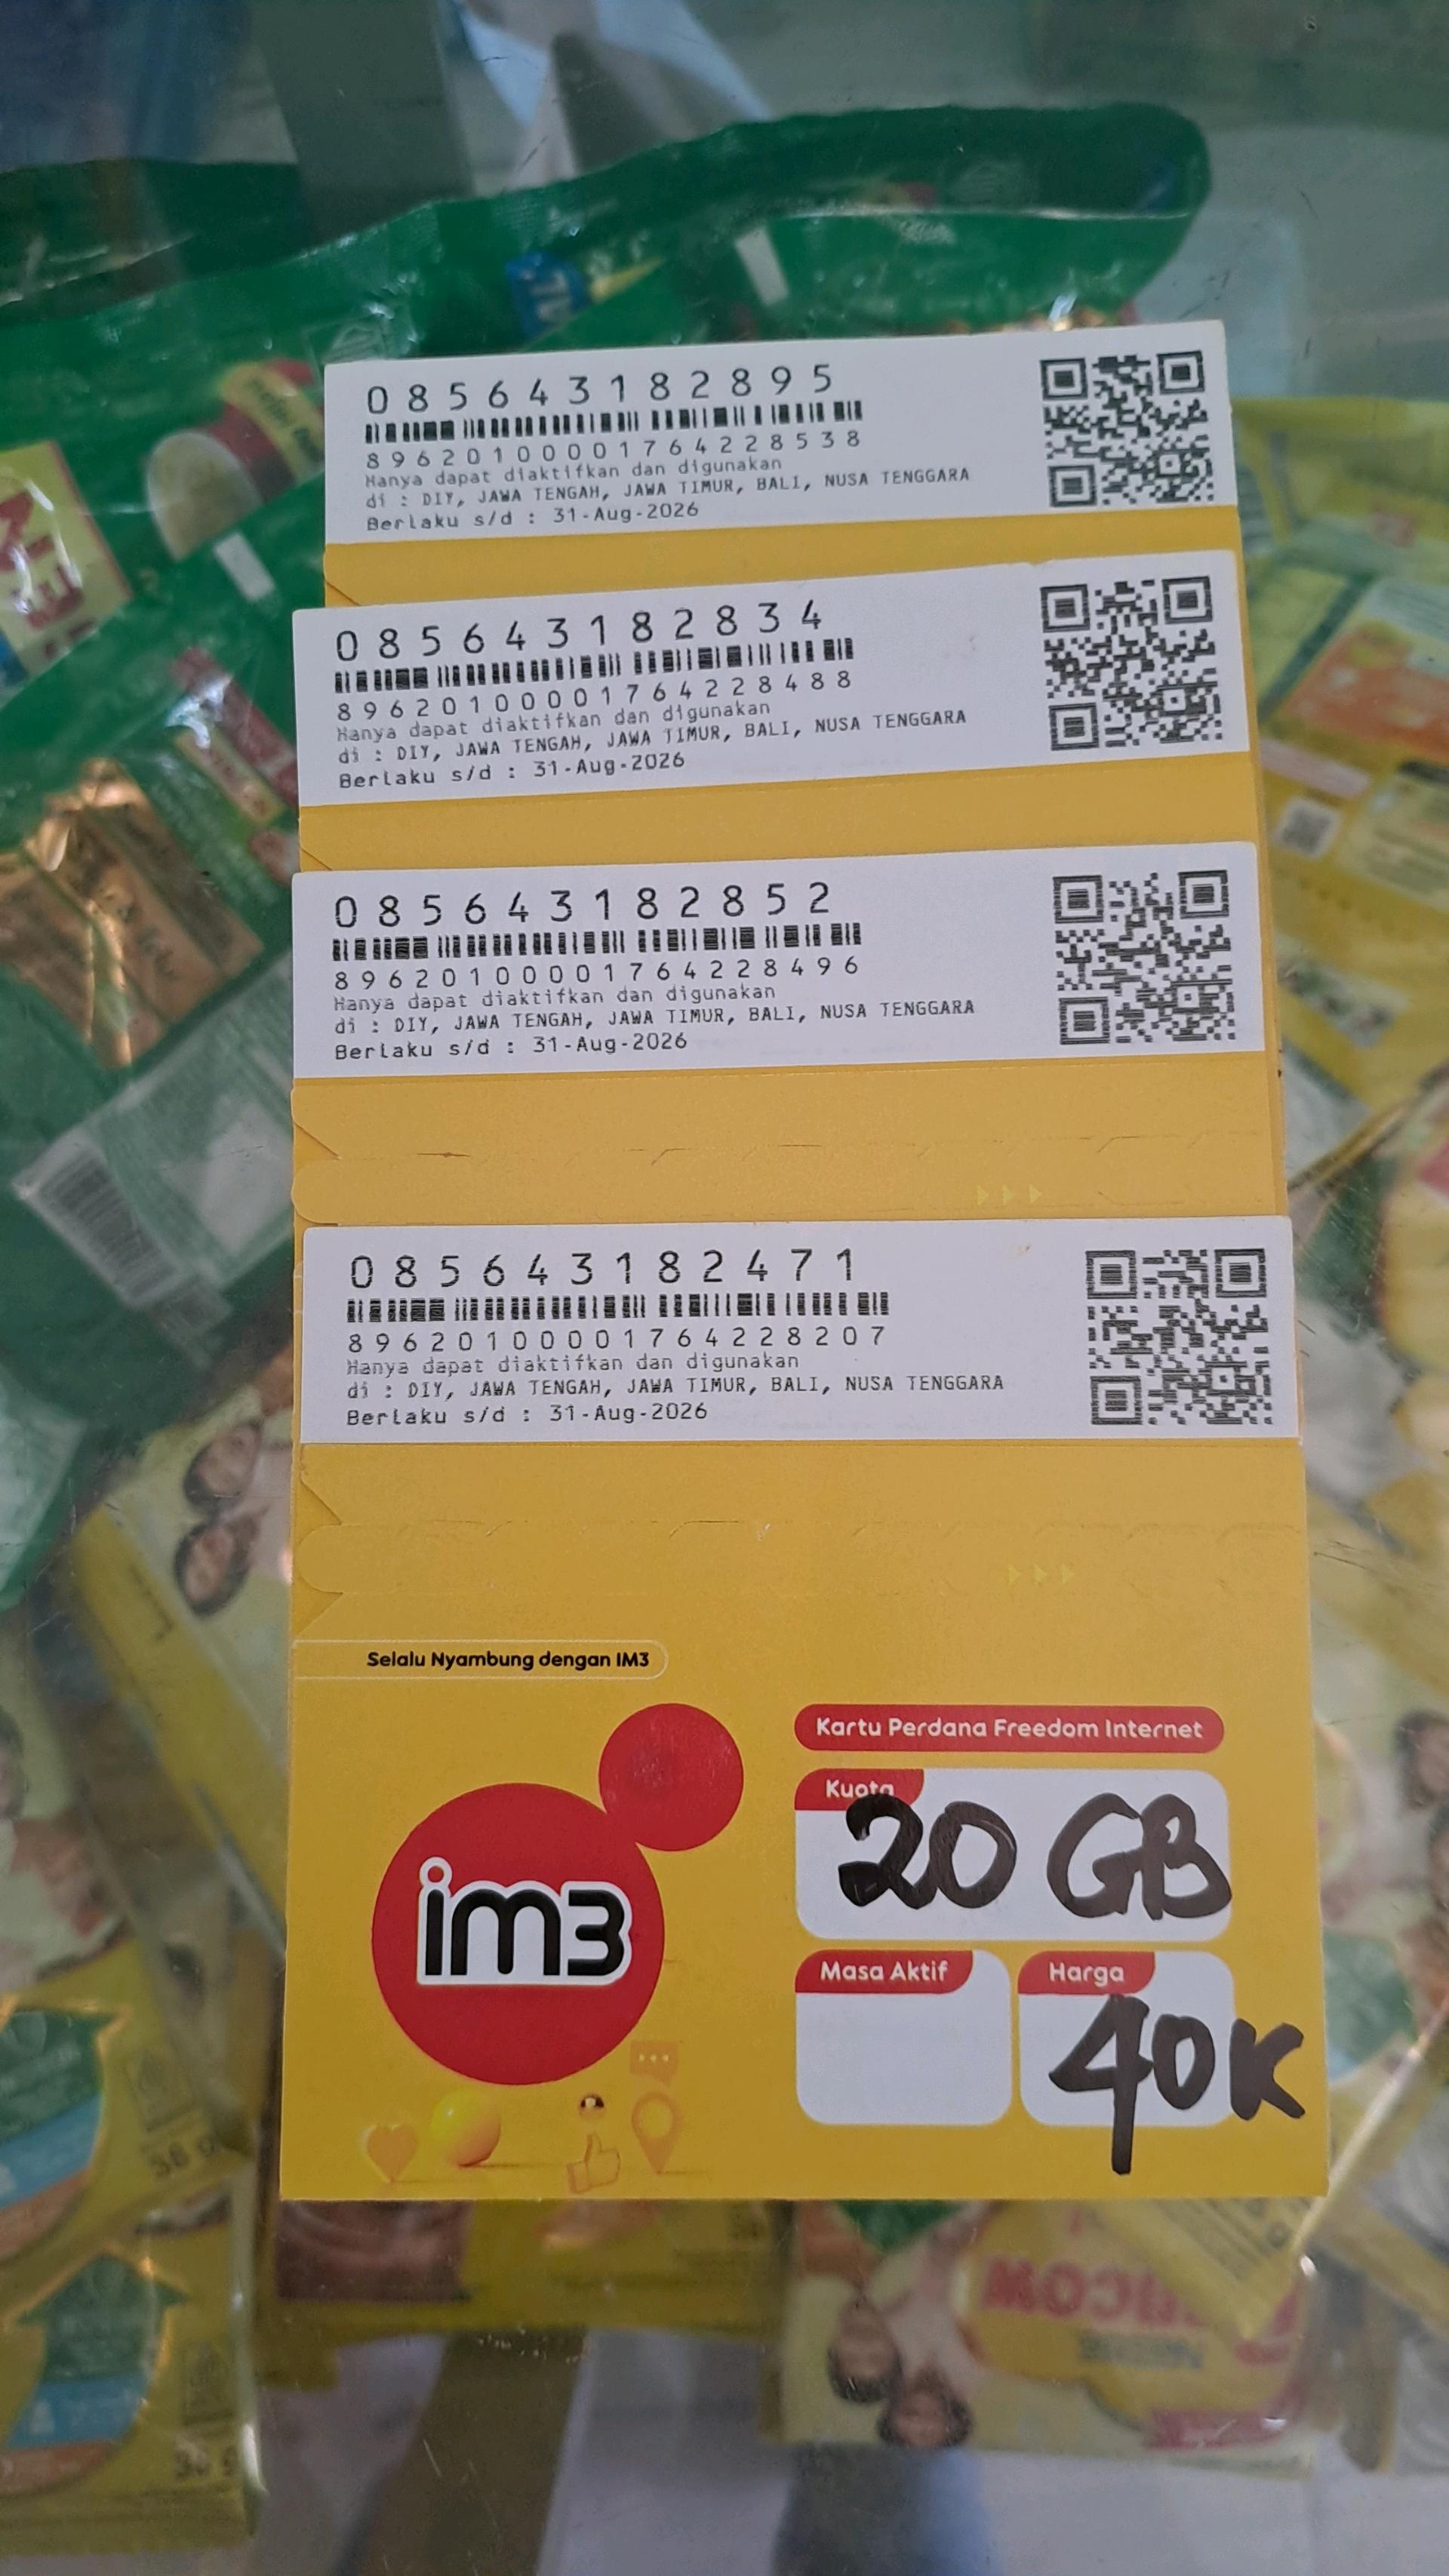 085643182895
89620100001764228538
Hanya dapat diaktifkan dan digunakan
di : DIY, JAWA TENGAH, JAWA TIMUR, BALI, NUSA TENGGARA
Berlaku s/d : 31-Aug-2026
085643182834
89620100001764228488
Hanya dapat diaktifkan dan digunakan
di : DIY, JAWA TENGAH, JAWA TIMUR, BALI, NUSA TENGGARA
Berlaku s/d : 31-Aug-2026
085643182852
89620100001764228496
Hanya dapat diaktifkan dan digunakan
di : DIY, JAWA TENGAH, JAWA TIMUR, BALI, NUSA TENGGARA
Berlaku s/d : 31-Aug-2026
085643182471
89620100001764228207
Hanya dapat diaktifkan dan digunakan
di : DIY, JAWA TENGAH, JAWA TIMUR, BALI, NUSA TENGGARA
Berlaku s/d : 31-Aug-2026
Selalu Nyambung dengan IM3
im3
Kartu Perdana Freedom Internet
Kuota
20 GB
Masa Aktif
Harga
40K